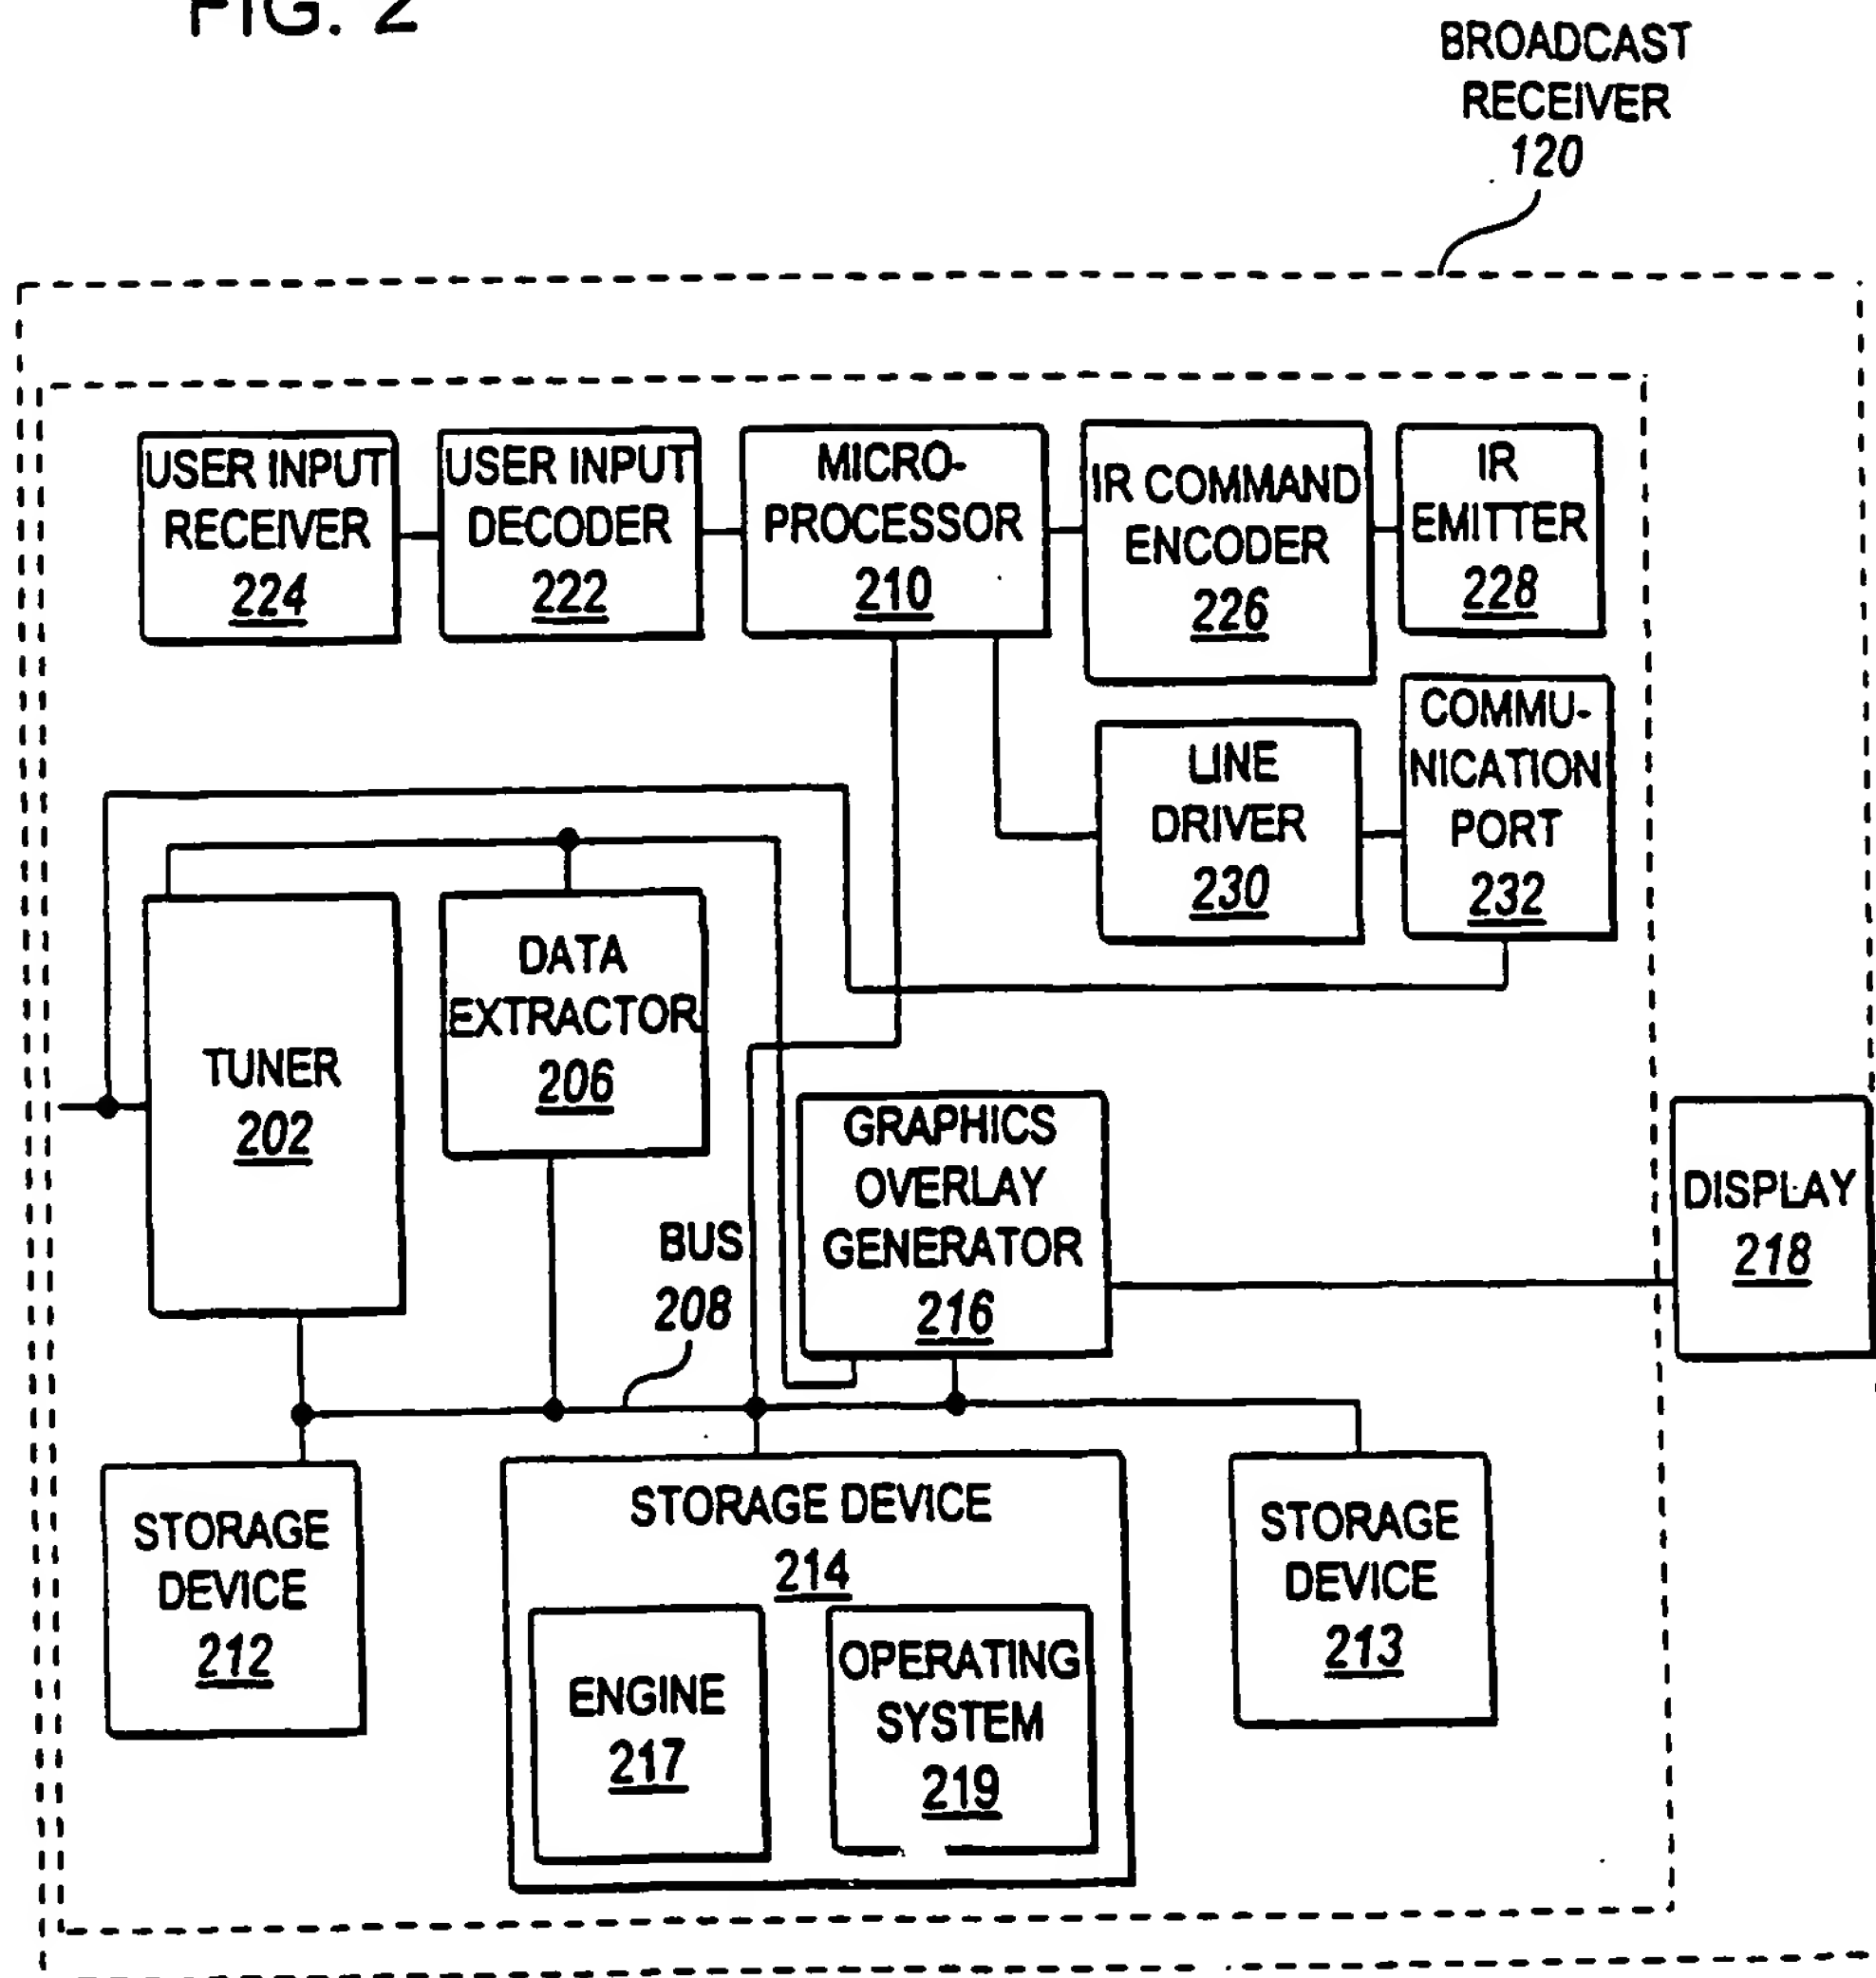 FIG. 2
BROADCAST
RECEIVER
120
USER INPUT
RECEIVER
224
USER INPUT
DECODER
222
MICRO-
PROCESSOR
210
IR COMMAND
ENCODER
226
IR
EMITTER
228
LINE
DRIVER
230
COMMU-
NICATION
PORT
232
TUNER
202
DATA
EXTRACTOR
206
BUS
208
GRAPHICS
OVERLAY
GENERATOR
216
DISPLAY
218
STORAGE
DEVICE
212
STORAGE DEVICE
214
ENGINE
217
OPERATING
SYSTEM
219
STORAGE
DEVICE
213